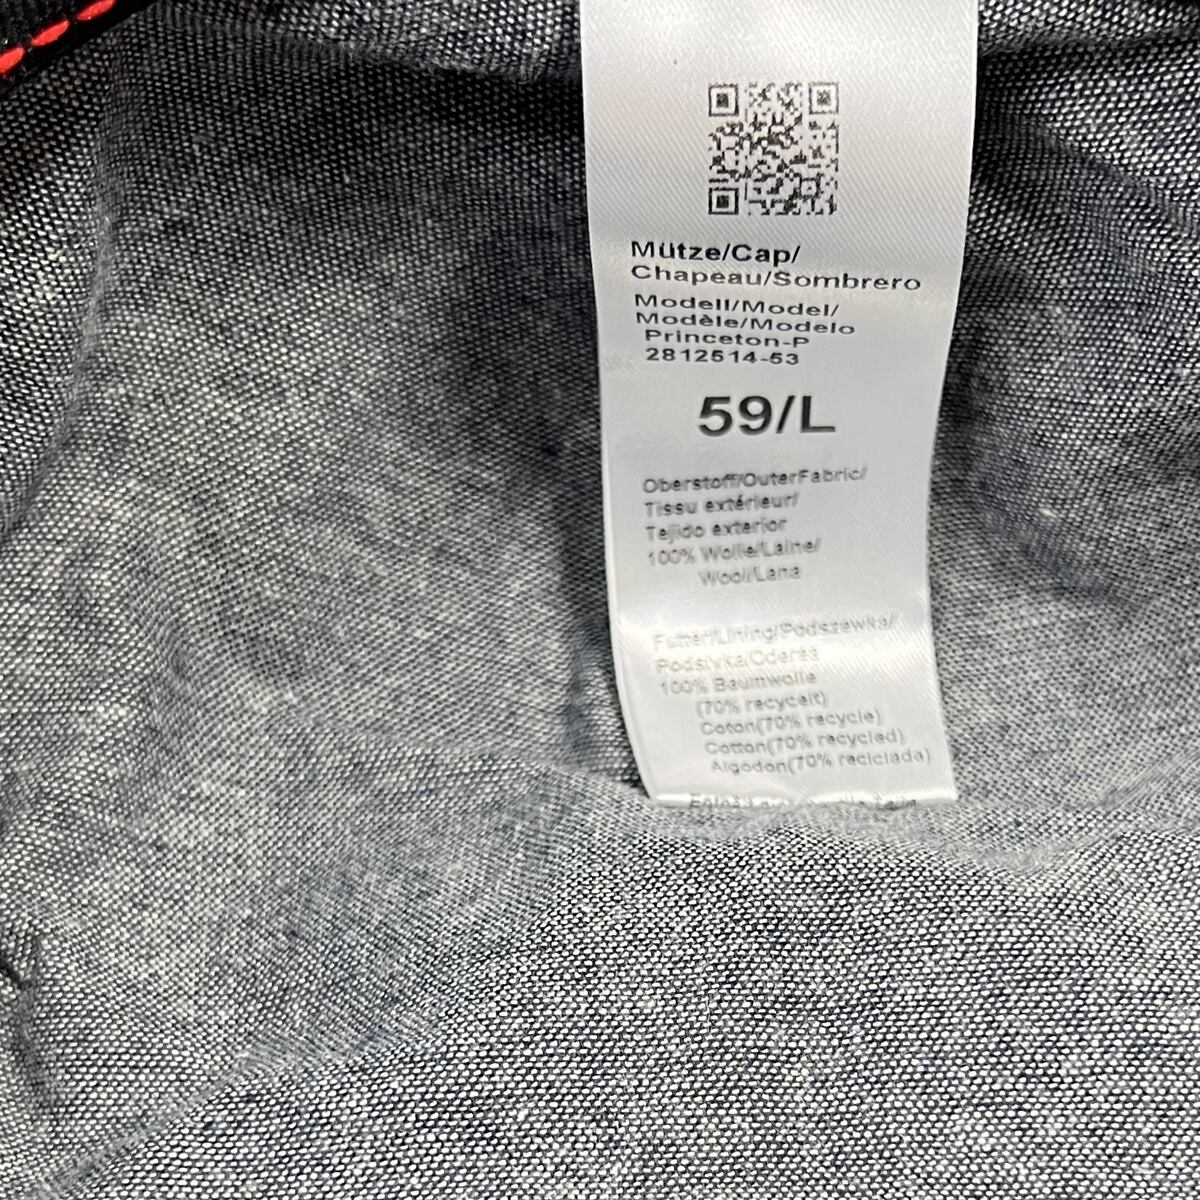 Mütze/Cap/
Chapeau/Sombrero
Modell/Model/
Modèle/Modelo
Princeton-P
2812514-53
59/L
Oberstoff/OuterFabric/
Tissu extérieur/
Tejido exterior
100% Wolle/Laine/
Wool/Lana
Futter/Lining/Podszewka/
Podsivka/Oderaa
100% Baumwolle
(70% recycelt)
Coton(70% recycle)
Cotton(70% recycled)
Algodon(70% reciclada)